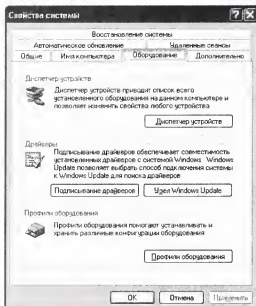 Свойства системы
Восстановление системы
Автоматическое обновление
Удаленные сеансы
Общие
Имя компьютера
Оборудование
Дополнительно
Диспетчер устройств
Диспетчер устройств приводит список всего
установленного оборудования на данном компьютере и
позволяет изменять свойства любого устройства
Диспетчер устройств
Драйверы
Подписывание драйверов обеспечивает совместимость
установленных драйверов с системой Windows Windows
Update позволяет выбрать способ подключения системы
к Windows Update для поиска драйверов
Подписывание драйверов
Узел Windows Update
Профили оборудования
Профили оборудования помогают устанавливать и
хранить различные конфигурации оборудования
Профили оборудования
OK
Отмена
Применить